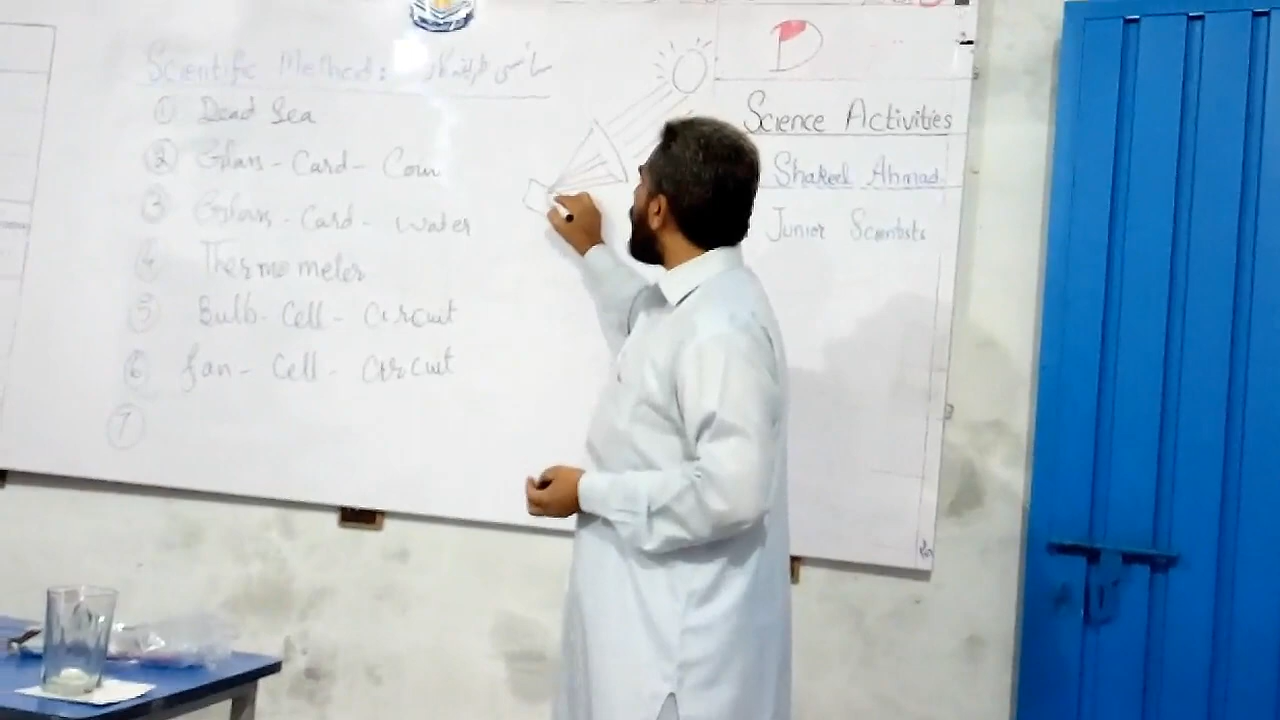 Scientific Method: سائنسی طریقہ کار
① Dead Sea
② Glass - Card - Coin
③ Glass - Card - Water
④ Thermometer
⑤ Bulb - Cell - Circuit
⑥ fan - Cell - Circuit
⑦
D
Science Activities
Shakeel Ahmad
Junior Scientists